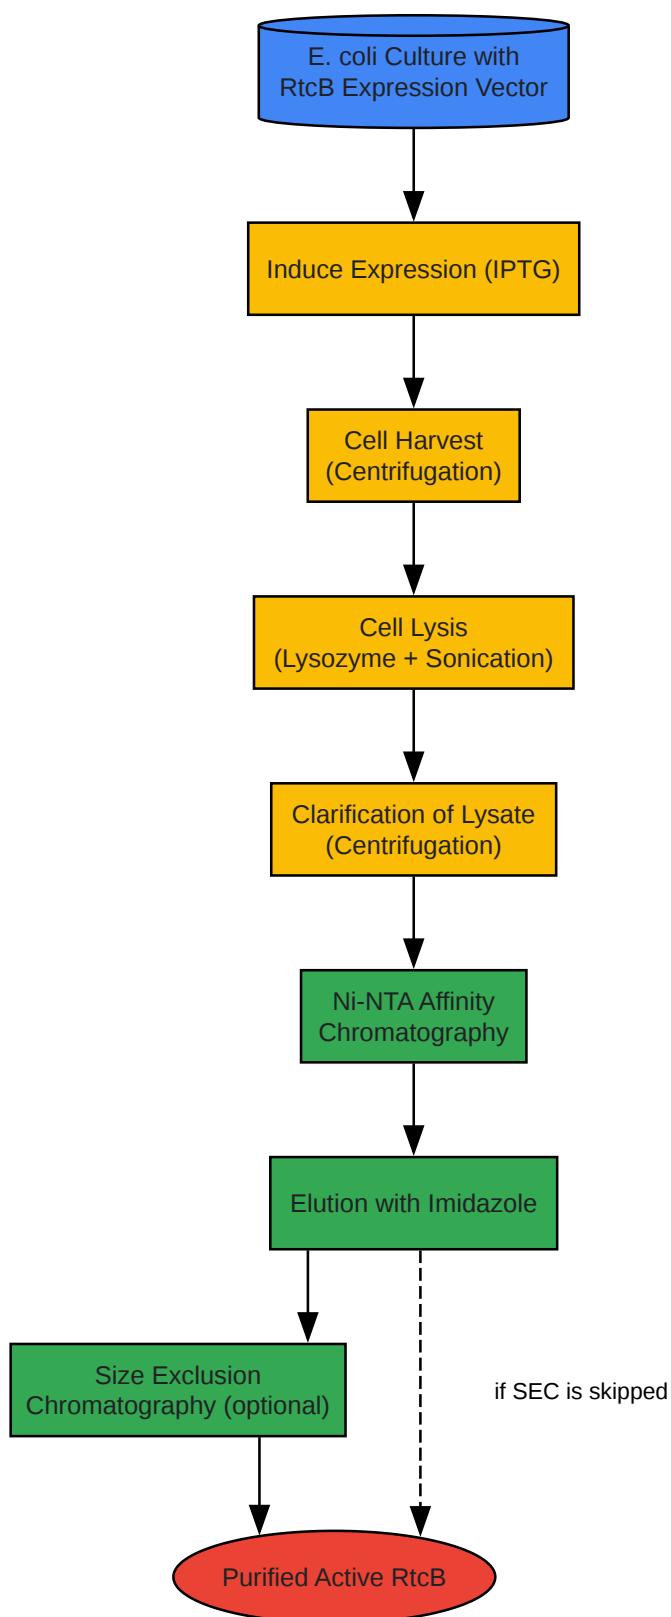 E. coli Culture with
RtcB Expression Vector
Induce Expression (IPTG)
Cell Harvest
(Centrifugation)
Cell Lysis
(Lysozyme + Sonication)
Clarification of Lysate
(Centrifugation)
Ni-NTA Affinity
Chromatography
Elution with Imidazole
Size Exclusion
Chromatography (optional)
if SEC is skipped
Purified Active RtcB